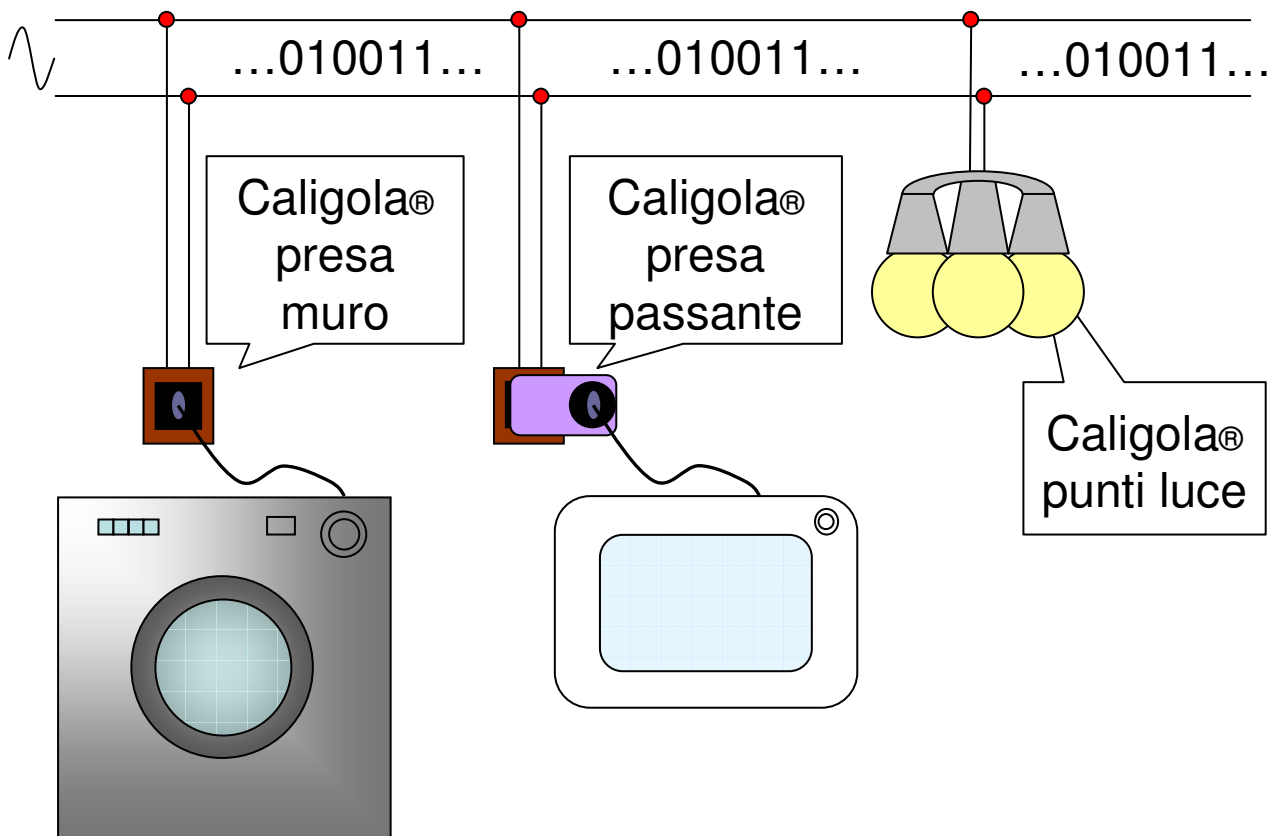 …010011…
…010011…
…010011…
Caligola®
presa
muro
Caligola®
presa
passante
Caligola®
punti luce